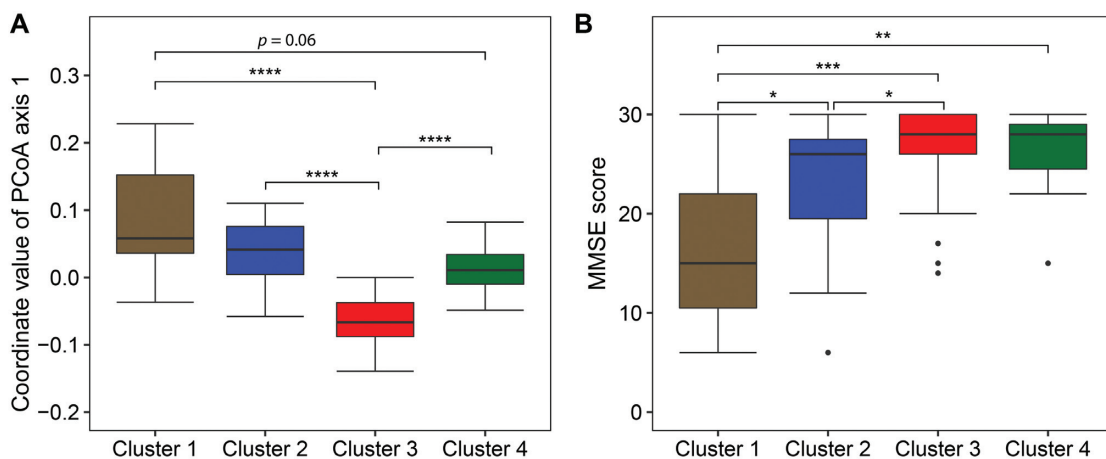 A
Coordinate value of PCoA axis 1
0.3
0.2
0.1
0.0
−0.1
−0.2
p = 0.06
****
****
****
Cluster 1 Cluster 2 Cluster 3 Cluster 4
B
MMSE score
30
20
10
0
**
***
* *
Cluster 1 Cluster 2 Cluster 3 Cluster 4